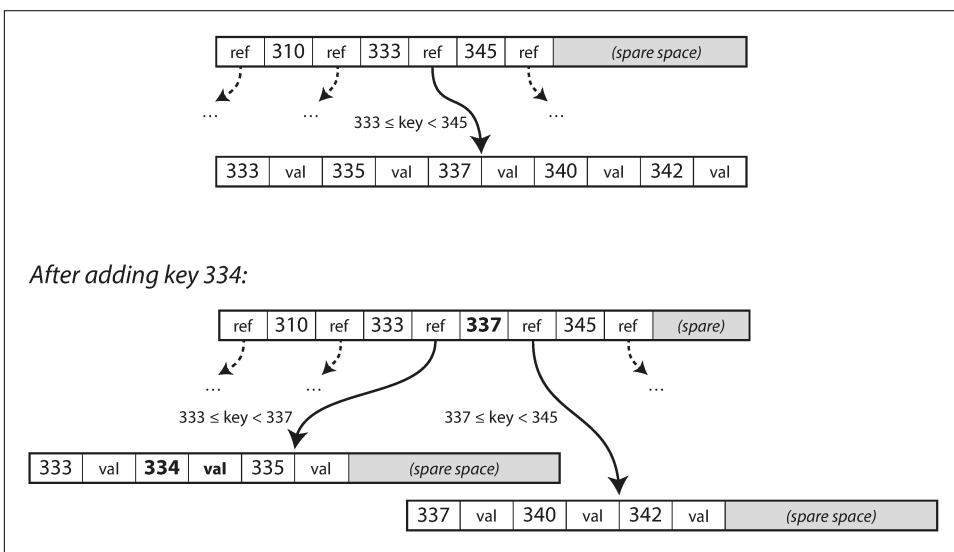 ref 310 ref 333 ref 345 ref (spare space)
... ... ...
333 ≤ key < 345
333 val 335 val 337 val 340 val 342 val
After adding key 334:
ref 310 ref 333 ref 337 ref 345 ref (spare)
... ... ...
333 ≤ key < 337 337 ≤ key < 345
333 val 334 val 335 val (spare space)
337 val 340 val 342 val (spare space)